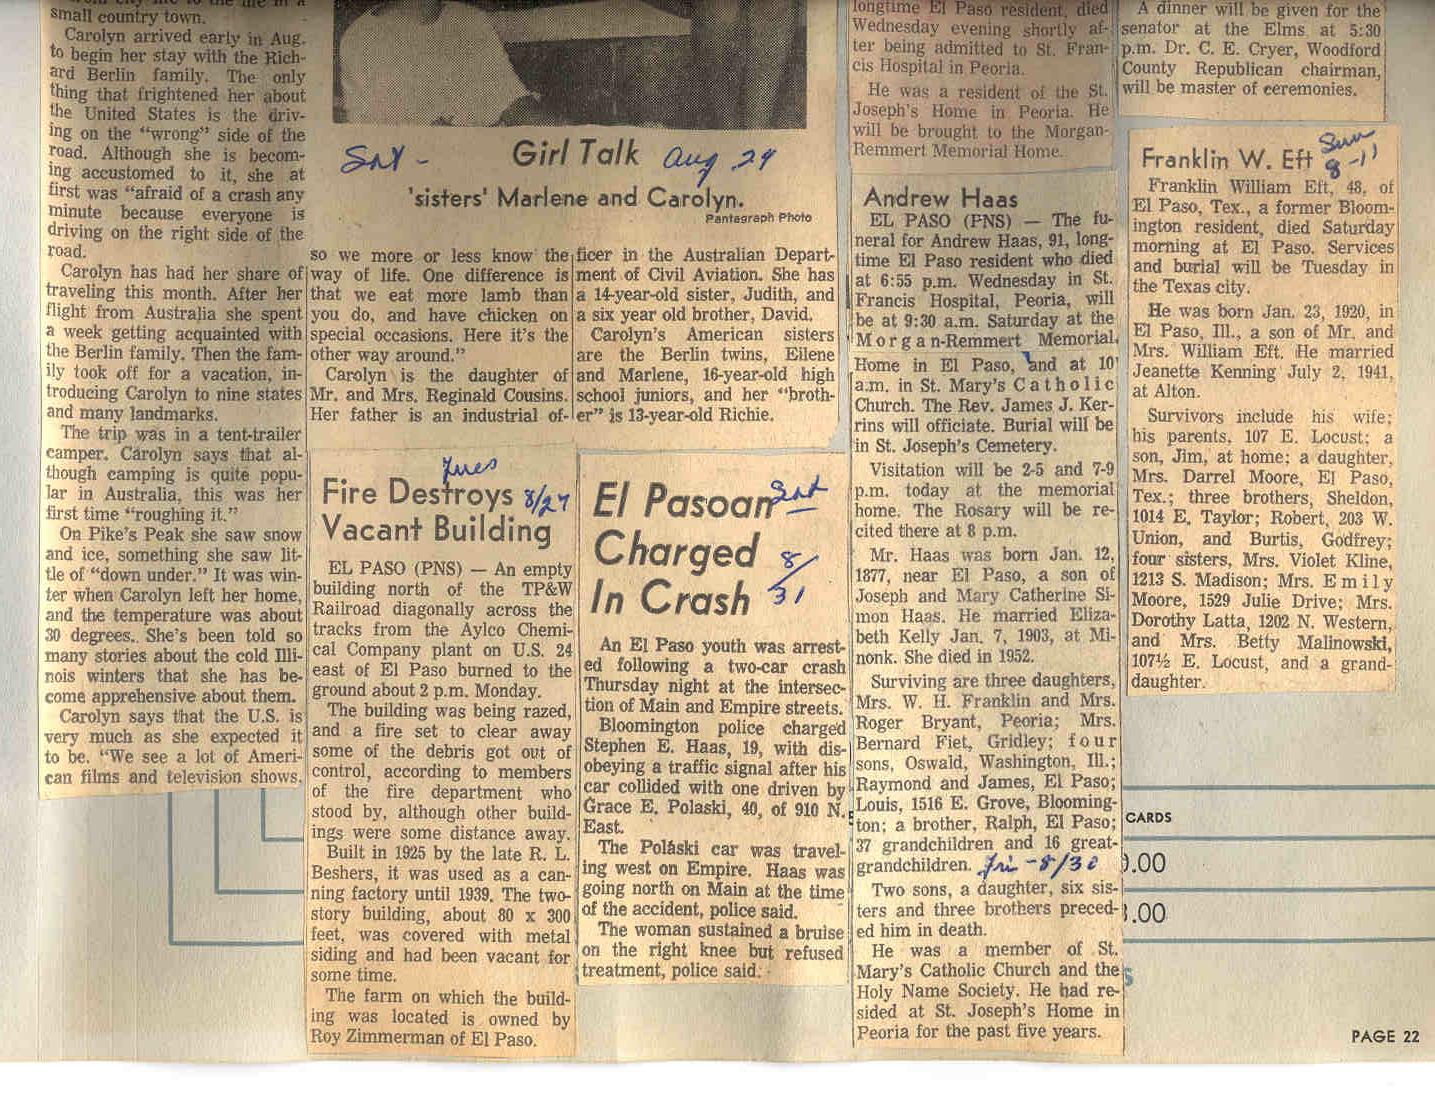 small country town.
Carolyn arrived early in Aug.
to begin her stay with the Rich-
ard Berlin family. The only
thing that frightened her about
the United States is the driv-
ing on the "wrong" side of the
road. Although she is becom-
ing accustomed to it, she at
first was "afraid of a crash any
minute because everyone is
driving on the right side of the
road.
Carolyn has had her share of
traveling this month. After her
flight from Australia she spent
a week getting acquainted with
the Berlin family. Then the fam-
ily took off for a vacation, in-
troducing Carolyn to nine states
and many landmarks.
The trip was in a tent-trailer
camper. Carolyn says that al-
though camping is quite popu-
lar in Australia, this was her
first time "roughing it."
On Pike's Peak she saw snow
and ice, something she saw lit-
tle of "down under." It was win-
ter when Carolyn left her home,
and the temperature was about
30 degrees. She's been told so
many stories about the cold Illi-
nois winters that she has be-
come apprehensive about them.
Carolyn says that the U.S. is
very much as she expected it
to be. "We see a lot of Ameri-
can films and television shows,
Sat - Girl Talk Aug 24
'sisters' Marlene and Carolyn.
Pantagraph Photo
so we more or less know the
way of life. One difference is
that we eat more lamb than
you do, and have chicken on
special occasions. Here it's the
other way around."
Carolyn is the daughter of
Mr. and Mrs. Reginald Cousins.
Her father is an industrial of-
ficer in the Australian Depart-
ment of Civil Aviation. She has
a 14-year-old sister, Judith, and
a six year old brother, David.
Carolyn's American sisters
are the Berlin twins, Eilene
and Marlene, 16-year-old high
school juniors, and her "broth-
er" is 13-year-old Richie.
Tues
Fire Destroys 8/27
Vacant Building
EL PASO (PNS) — An empty
building north of the TP&W
Railroad diagonally across the
tracks from the Aylco Chemi-
cal Company plant on U.S. 24
east of El Paso burned to the
ground about 2 p.m. Monday.
The building was being razed,
and a fire set to clear away
some of the debris got out of
control, according to members
of the fire department who
stood by, although other build-
ings were some distance away.
Built in 1925 by the late R. L.
Beshers, it was used as a can-
ning factory until 1939. The two-
story building, about 80 x 300
feet, was covered with metal
siding and had been vacant for
some time.
The farm on which the build-
ing was located is owned by
Roy Zimmerman of El Paso.
El Pasoan Sat
Charged 8/
In Crash 31
An El Paso youth was arrest-
ed following a two-car crash
Thursday night at the intersec-
tion of Main and Empire streets.
Bloomington police charged
Stephen E. Haas, 19, with dis-
obeying a traffic signal after his
car collided with one driven by
Grace E. Polaski, 40, of 910 N.
East.
The Polaski car was travel-
ing west on Empire. Haas was
going north on Main at the time
of the accident, police said.
The woman sustained a bruise
on the right knee but refused
treatment, police said.
longtime El Paso resident, died
Wednesday evening shortly af-
ter being admitted to St. Fran-
cis Hospital in Peoria.
He was a resident of the St.
Joseph's Home in Peoria. He
will be brought to the Morgan-
Remmert Memorial Home.
Andrew Haas
EL PASO (PNS) — The fu-
neral for Andrew Haas, 91, long-
time El Paso resident who died
at 6:55 p.m. Wednesday in St.
Francis Hospital, Peoria, will
be at 9:30 a.m. Saturday at the
Morgan-Remmert Memorial
Home in El Paso, and at 10
a.m. in St. Mary's Catholic
Church. The Rev. James J. Ker-
rins will officiate. Burial will be
in St. Joseph's Cemetery.
Visitation will be 2-5 and 7-9
p.m. today at the memorial
home. The Rosary will be re-
cited there at 8 p.m.
Mr. Haas was born Jan. 12,
1877, near El Paso, a son of
Joseph and Mary Catherine Si-
mon Haas. He married Eliza-
beth Kelly Jan. 7, 1903, at Mi-
nonk. She died in 1952.
Surviving are three daughters,
Mrs. W. H. Franklin and Mrs.
Roger Bryant, Peoria; Mrs.
Bernard Fiet, Gridley; four
sons, Oswald, Washington, Ill.;
Raymond and James, El Paso;
Louis, 1516 E. Grove, Blooming-
ton; a brother, Ralph, El Paso;
37 grandchildren and 16 great-
grandchildren. Fri - 8/30
Two sons, a daughter, six sis-
ters and three brothers preced-
ed him in death.
He was a member of St.
Mary's Catholic Church and the
Holy Name Society. He had re-
sided at St. Joseph's Home in
Peoria for the past five years.
A dinner will be given for the
senator at the Elms at 5:30
p.m. Dr. C. E. Cryer, Woodford
County Republican chairman,
will be master of ceremonies.
Sun
Franklin W. Eft 8-11
Franklin William Eft, 48, of
El Paso, Tex., a former Bloom-
ington resident, died Saturday
morning at El Paso. Services
and burial will be Tuesday in
the Texas city.
He was born Jan. 23, 1920, in
El Paso, Ill., a son of Mr. and
Mrs. William Eft. He married
Jeanette Kenning July 2, 1941,
at Alton.
Survivors include his wife;
his parents, 107 E. Locust; a
son, Jim, at home; a daughter,
Mrs. Darrel Moore, El Paso,
Tex.; three brothers, Sheldon,
1014 E. Taylor; Robert, 203 W.
Union, and Burtis, Godfrey;
four sisters, Mrs. Violet Kline,
1213 S. Madison; Mrs. Emily
Moore, 1529 Julie Drive; Mrs.
Dorothy Latta, 1202 N. Western,
and Mrs. Betty Malinowski,
107½ E. Locust, and a grand-
daughter.
CARDS
.00
.00
PAGE 22